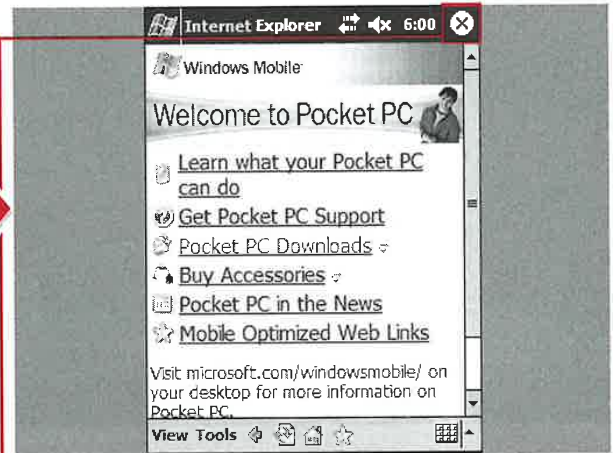 Internet Explorer 6:00
Windows Mobile
Welcome to Pocket PC
Learn what your Pocket PC
can do
Get Pocket PC Support
Pocket PC Downloads
Buy Accessories
Pocket PC in the News
Mobile Optimized Web Links
Visit microsoft.com/windowsmobile/ on
your desktop for more information on
Pocket PC.
View Tools